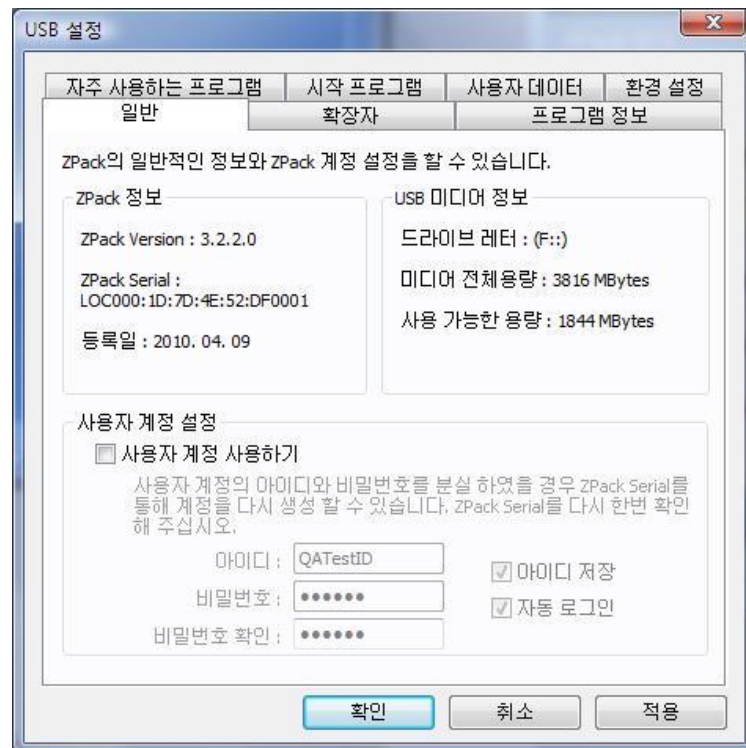 USB 설정
자주 사용하는 프로그램
시작 프로그램
사용자 데이터
환경 설정
일반
확장자
프로그램 정보
ZPack의 일반적인 정보와 ZPack 계정 설정을 할 수 있습니다.
ZPack 정보
ZPack Version : 3.2.2.0
ZPack Serial :
LOC000:1D:7D:4E:52:DF0001
등록일 : 2010. 04. 09
USB 미디어 정보
드라이브 레터 : (F::)
미디어 전체용량 : 3816 MBytes
사용 가능한 용량 : 1844 MBytes
사용자 계정 설정
사용자 계정 사용하기
사용자 계정의 아이디와 비밀번호를 분실 하였을 경우 ZPack Serial를
통해 계정을 다시 생성 할 수 있습니다. ZPack Serial를 다시 한번 확인
해 주십시오.
아이디 : QATestID
비밀번호 : ●●●●●●
비밀번호 확인 : ●●●●●●
아이디 저장
자동 로그인
확인
취소
적용